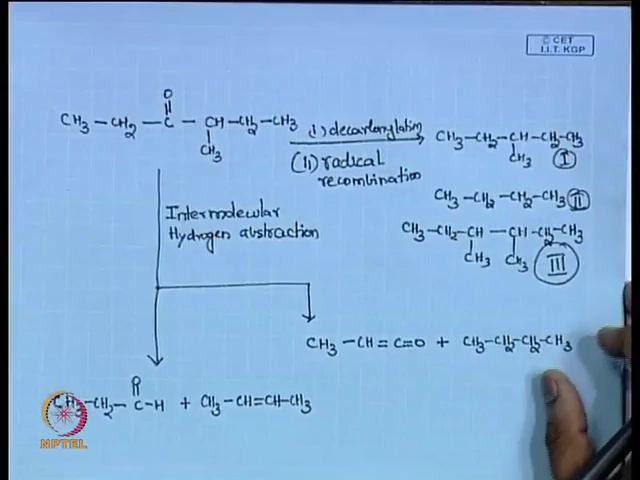 © CET
I.I.T. KGP
O
||
CH3 — CH2 — C — CH—CH2—CH3
|
CH3
(i) decarbonylation
(ii) radical
recombination
CH3—CH2—CH—CH2—CH3
|
CH3 (I)
CH3—CH2—CH2—CH3 (II)
CH3—CH2—CH—CH—CH2—CH3
| |
CH3 CH3 (III)
Intermolecular
Hydrogen abstraction
CH3—CH=C=O + CH3—CH2—CH2—CH3
O
||
CH3—CH2—C—H + CH3—CH=CH—CH3
NPTEL